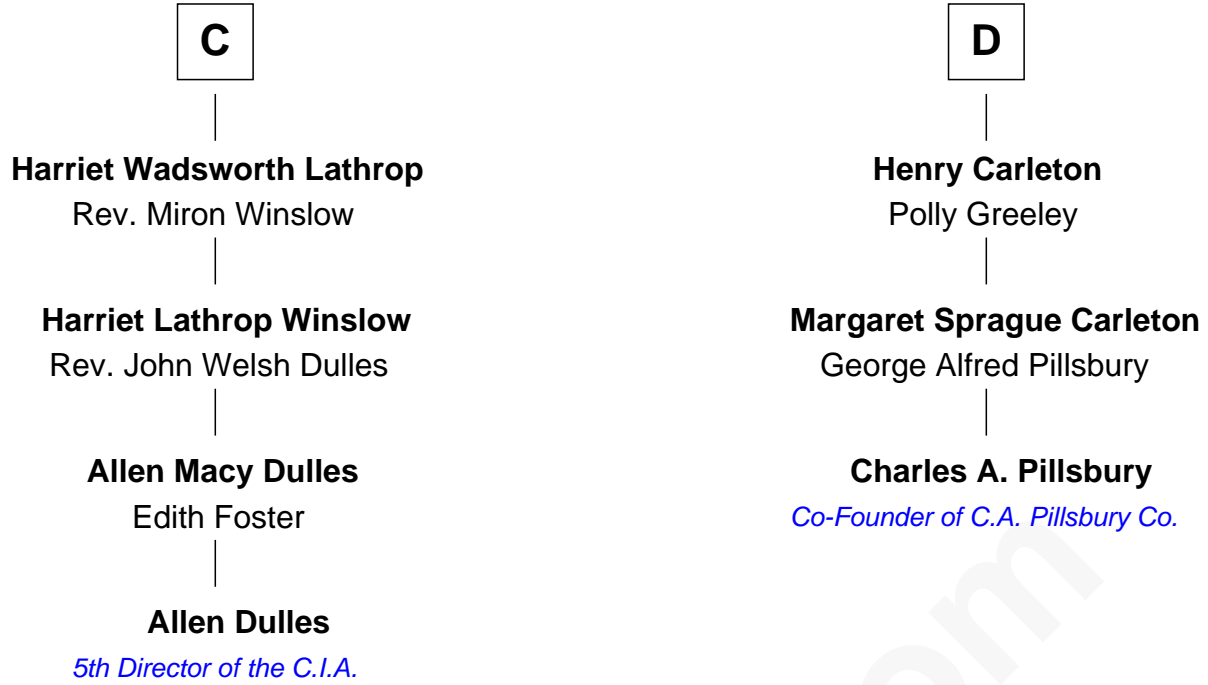 C
Harriet Wadsworth Lathrop
Rev. Miron Winslow
Harriet Lathrop Winslow
Rev. John Welsh Dulles
Allen Macy Dulles
Edith Foster
Allen Dulles
5th Director of the C.I.A.
D
Henry Carleton
Polly Greeley
Margaret Sprague Carleton
George Alfred Pillsbury
Charles A. Pillsbury
Co-Founder of C.A. Pillsbury Co.
om